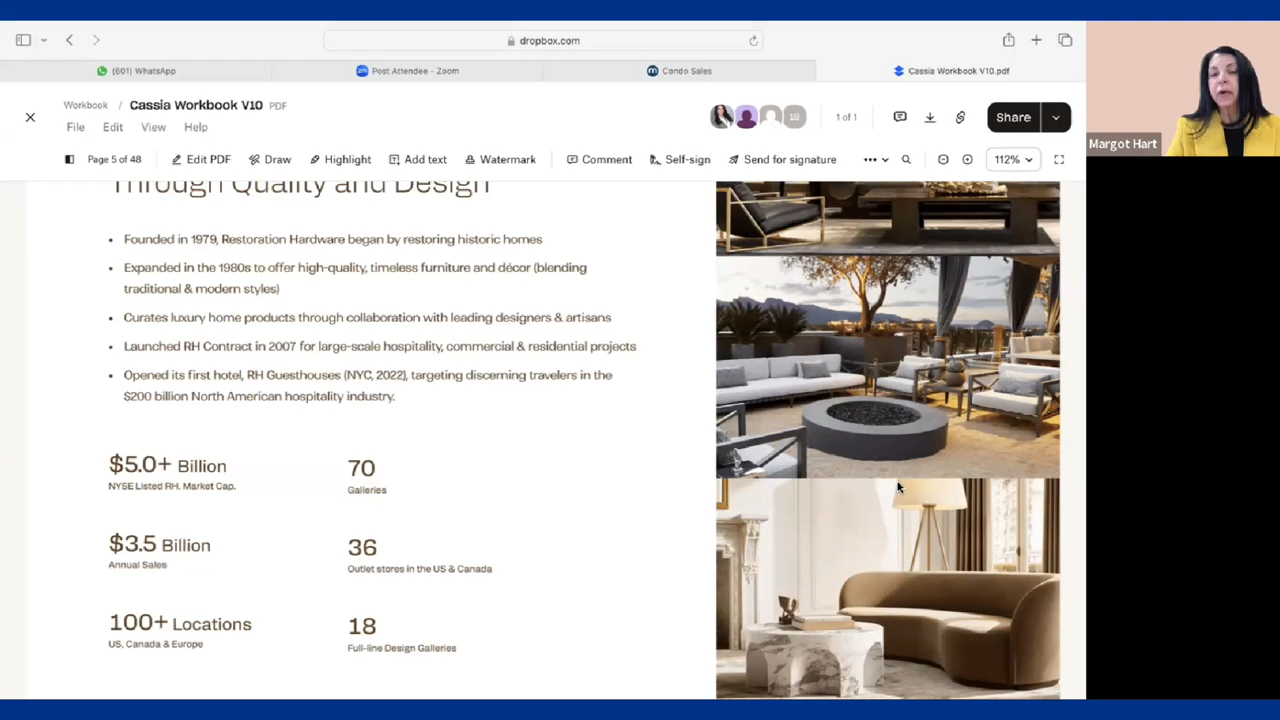 dropbox.com
(601) WhatsApp
Post Attendee - Zoom
Condo Sales
Cassia Workbook V10.pdf
Workbook / Cassia Workbook V10 PDF
File Edit View Help
18
1 of 1
Share
Page 5 of 48
Edit PDF
Draw
Highlight
Add text
Watermark
Comment
Self-sign
Send for signature
112%
Margot Hart
Through Quality and Design
• Founded in 1979, Restoration Hardware began by restoring historic homes
• Expanded in the 1980s to offer high-quality, timeless furniture and décor (blending
traditional & modern styles)
• Curates luxury home products through collaboration with leading designers & artisans
• Launched RH Contract in 2007 for large-scale hospitality, commercial & residential projects
• Opened its first hotel, RH Guesthouses (NYC, 2022), targeting discerning travelers in the
$200 billion North American hospitality industry.
$5.0+ Billion
NYSE Listed RH. Market Cap.
70
Galleries
$3.5 Billion
Annual Sales
36
Outlet stores in the US & Canada
100+ Locations
US, Canada & Europe
18
Full-line Design Galleries